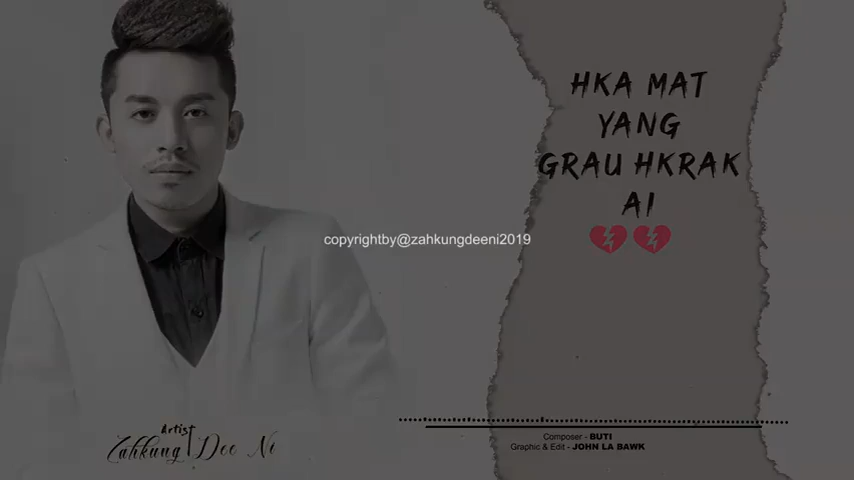 HKA MAT
YANG
GRAU HKRAK
AI
copyrightby@zahkungdeeni2019
Artist
Zahkung Dee Ni
Composer - BUTI
Graphic & Edit - JOHN LA BAWK